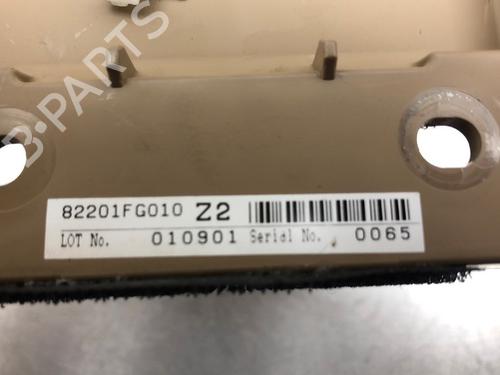 B-PARTS
82201FG010 Z2
LOT No. 010901 Serial No. 0065